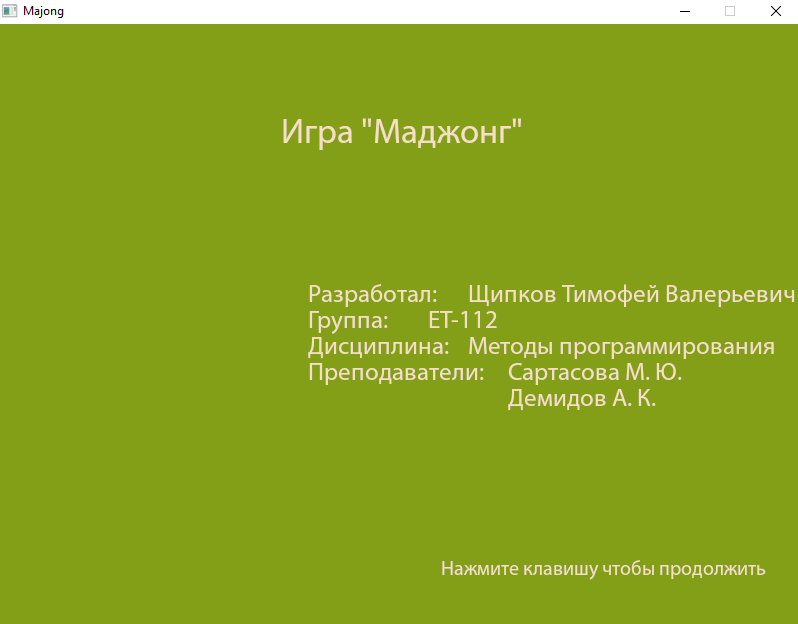 Majong
Игра "Маджонг"
Разработал: Щипков Тимофей Валерьевич
Группа: ЕТ-112
Дисциплина: Методы программирования
Преподаватели: Сартасова М. Ю.
Демидов А. К.
Нажмите клавишу чтобы продолжить